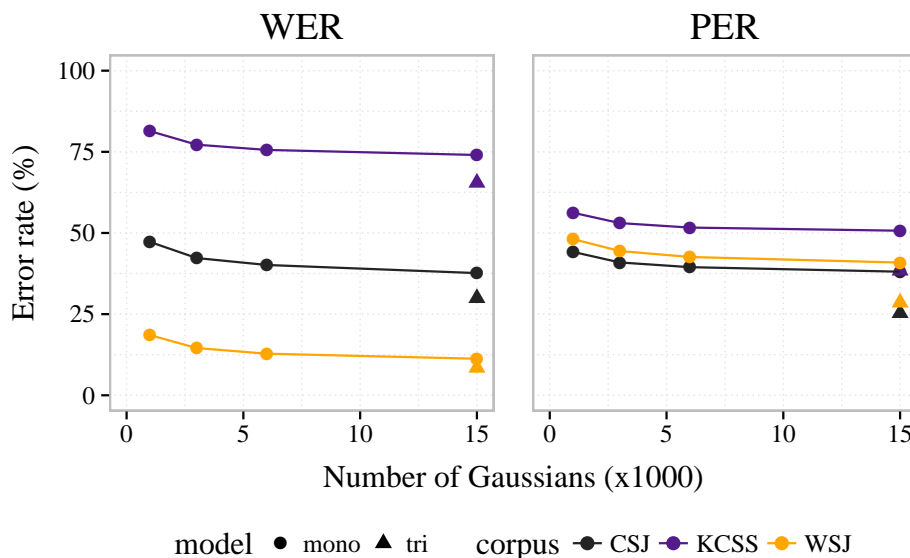 WER PER
Error rate (%)
100
75
50
25
0
0 5 10 15 0 5 10 15
Number of Gaussians (x1000)
model mono tri corpus CSJ KCSS WSJ